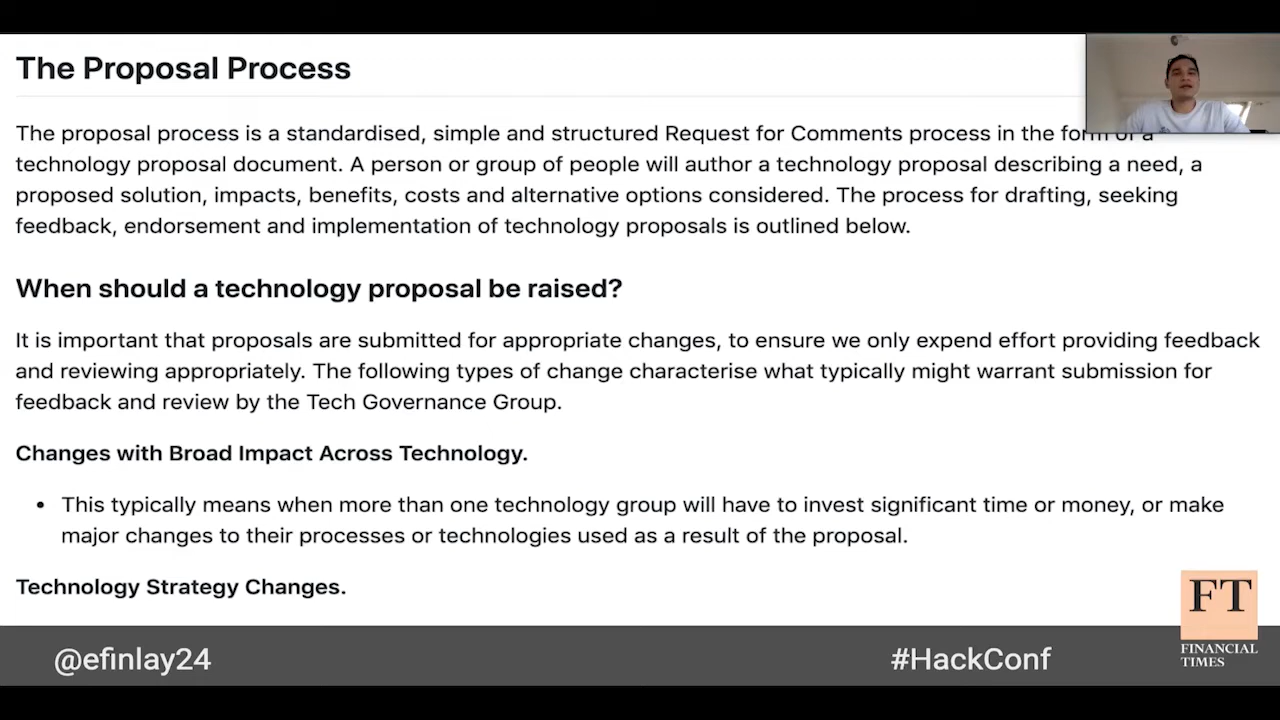 The Proposal Process
The proposal process is a standardised, simple and structured Request for Comments process in the form of a
technology proposal document. A person or group of people will author a technology proposal describing a need, a
proposed solution, impacts, benefits, costs and alternative options considered. The process for drafting, seeking
feedback, endorsement and implementation of technology proposals is outlined below.
When should a technology proposal be raised?
It is important that proposals are submitted for appropriate changes, to ensure we only expend effort providing feedback
and reviewing appropriately. The following types of change characterise what typically might warrant submission for
feedback and review by the Tech Governance Group.
Changes with Broad Impact Across Technology.
• This typically means when more than one technology group will have to invest significant time or money, or make
major changes to their processes or technologies used as a result of the proposal.
Technology Strategy Changes.
FT
FINANCIAL
TIMES
@efinlay24
#HackConf